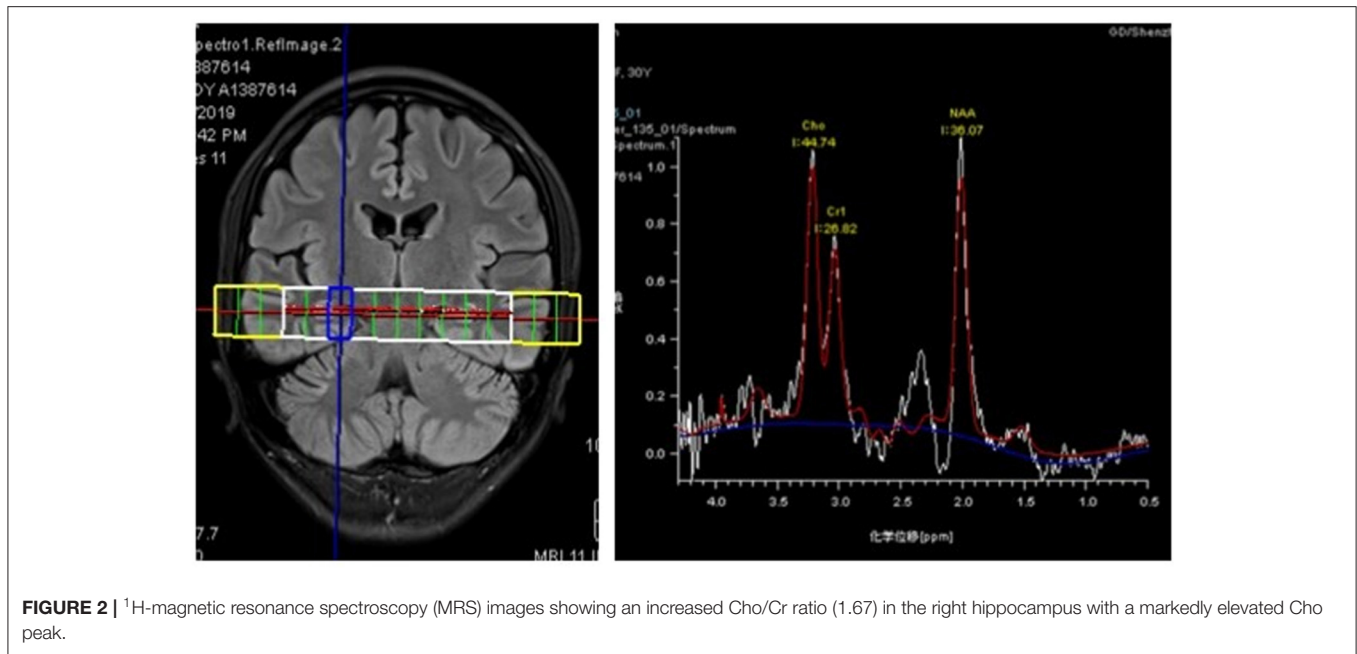 pectro1.RefImage.2
387614
DY A1387614
/2019
42 PM
es 11
10
7.7
0
GD/Shenz
F, 30Y
5_01
er_135_01/Spectrum
Spectrum.1
7614
Cho
I:44.74
Cr1
I:26.82
NAA
I:36.07
1.0
0.8
0.6
0.4
0.2
0.0
4.0 3.5 3.0 2.5 2.0 1.5 1.0 0.5
化学位移[ppm]
FIGURE 2 | ¹H-magnetic resonance spectroscopy (MRS) images showing an increased Cho/Cr ratio (1.67) in the right hippocampus with a markedly elevated Cho
peak.